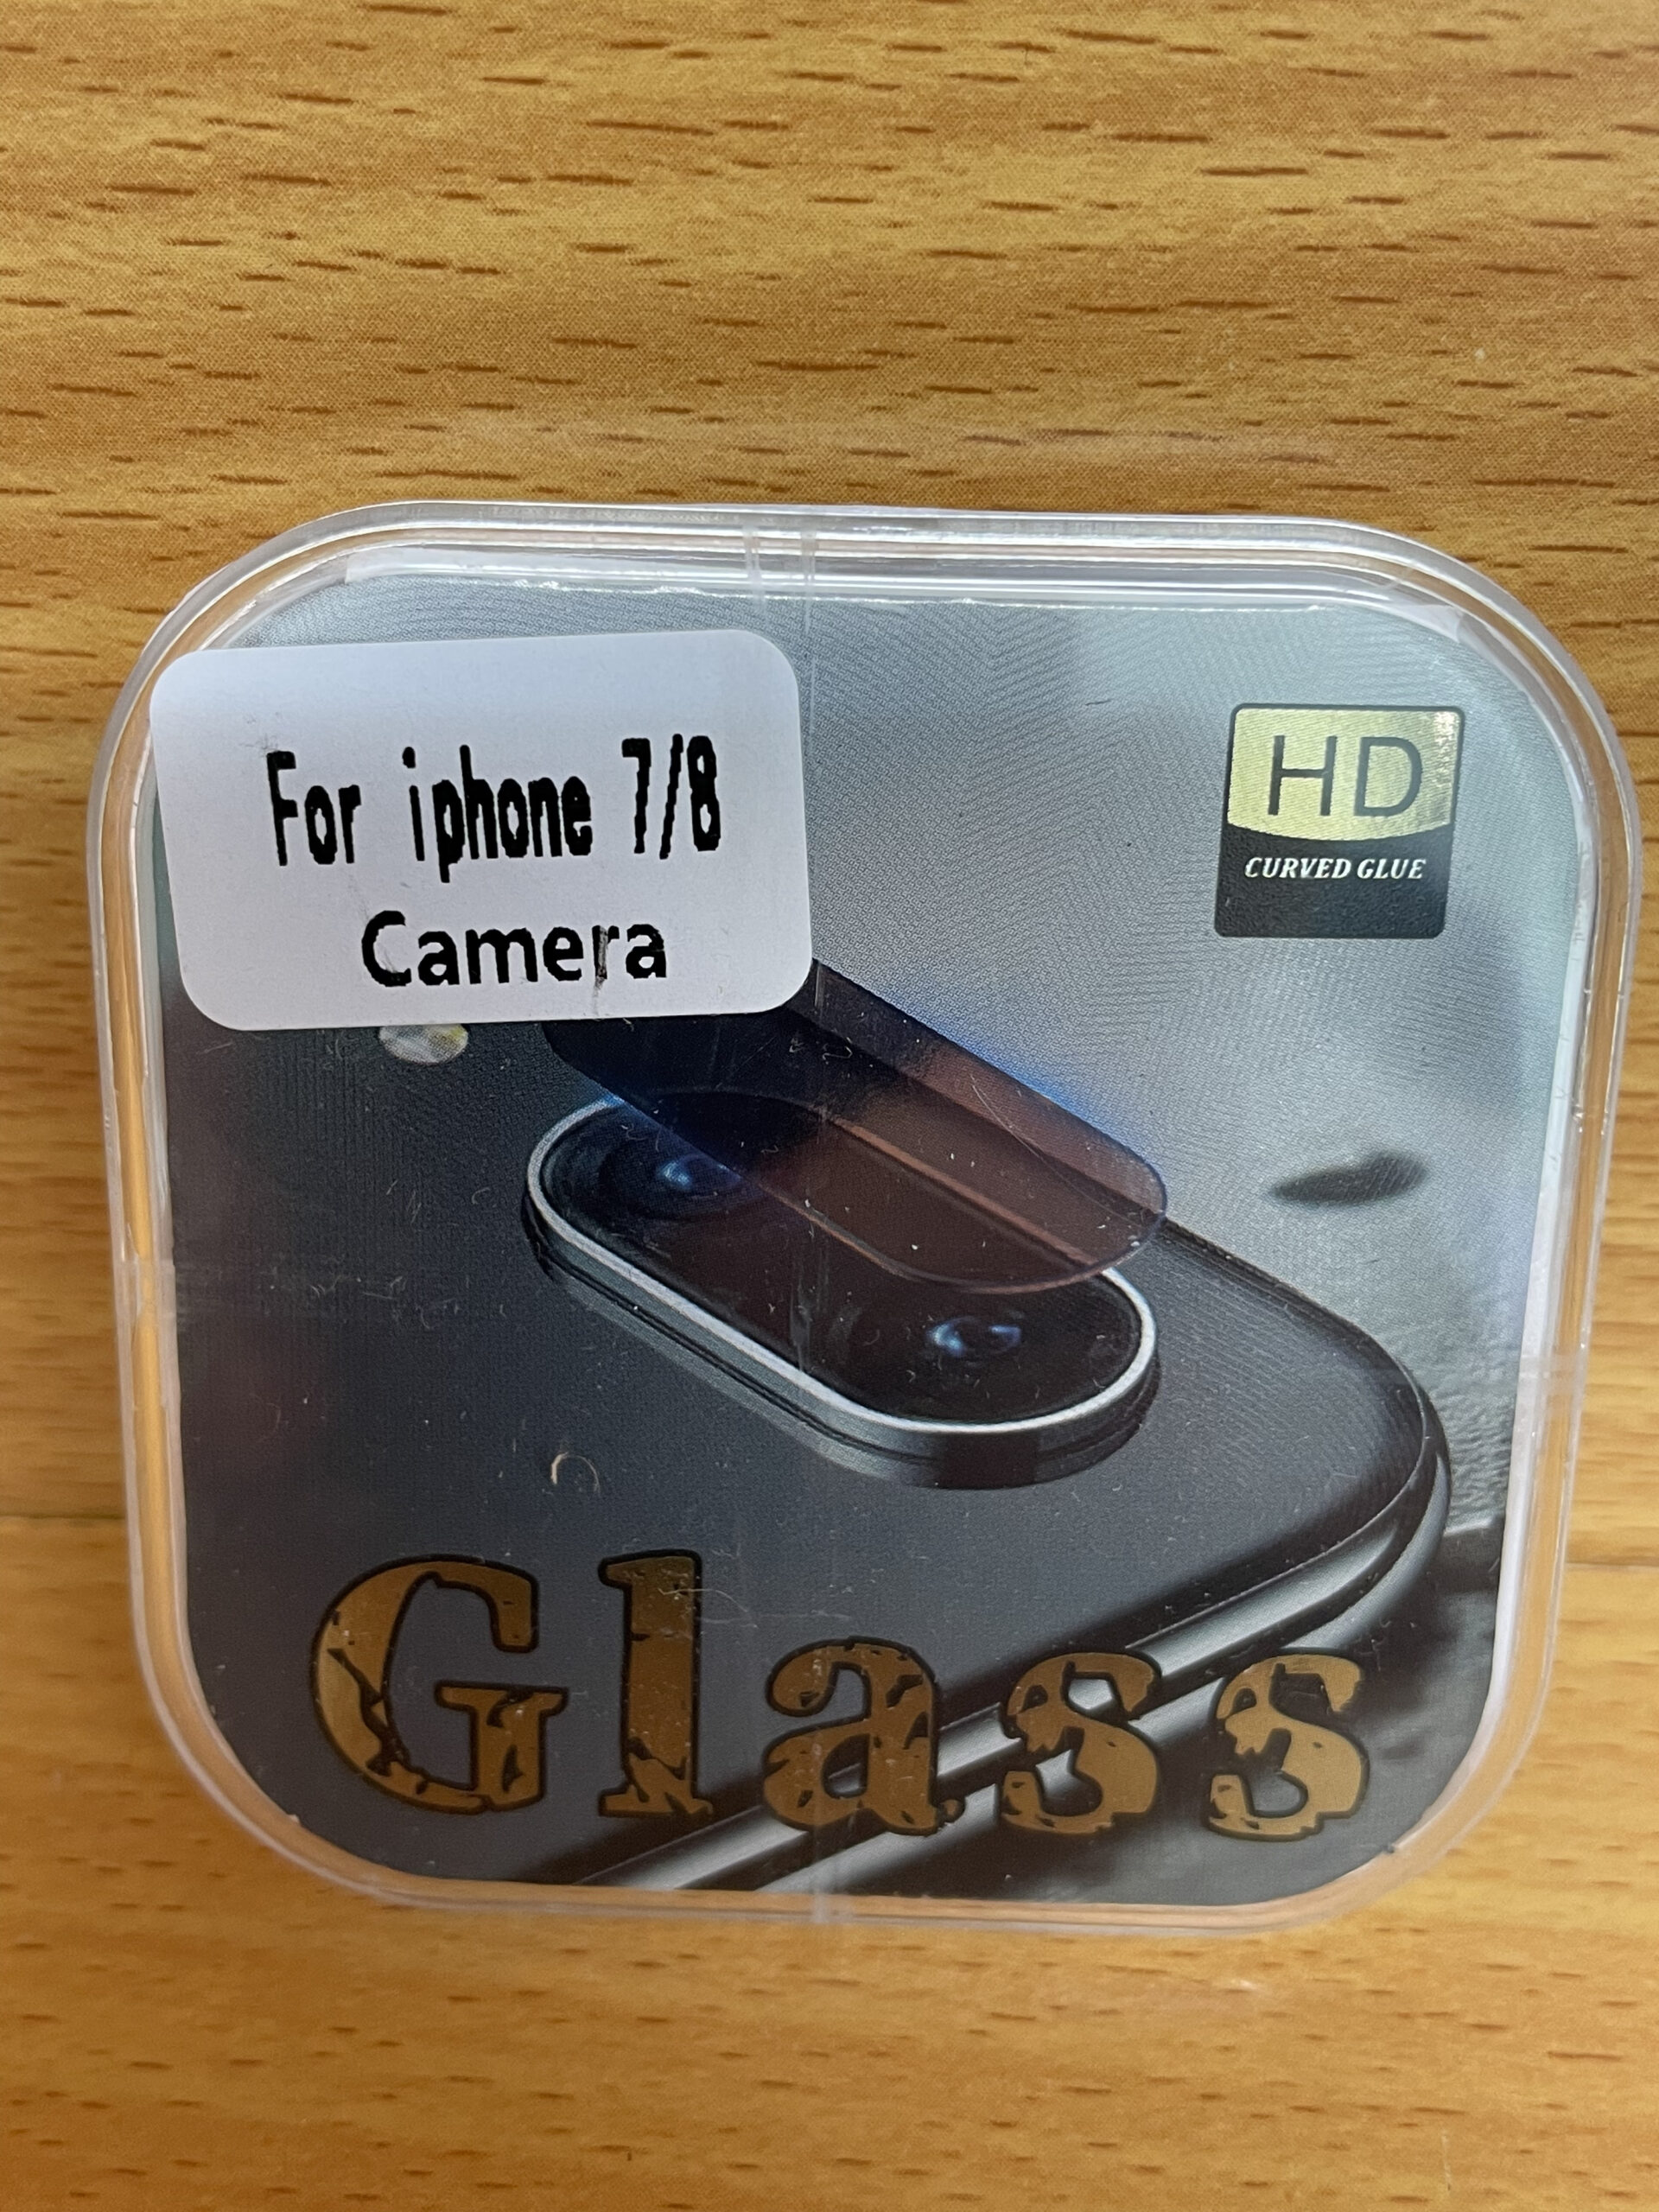 For iphone 7/8
Camera
HD
CURVED GLUE
Glass